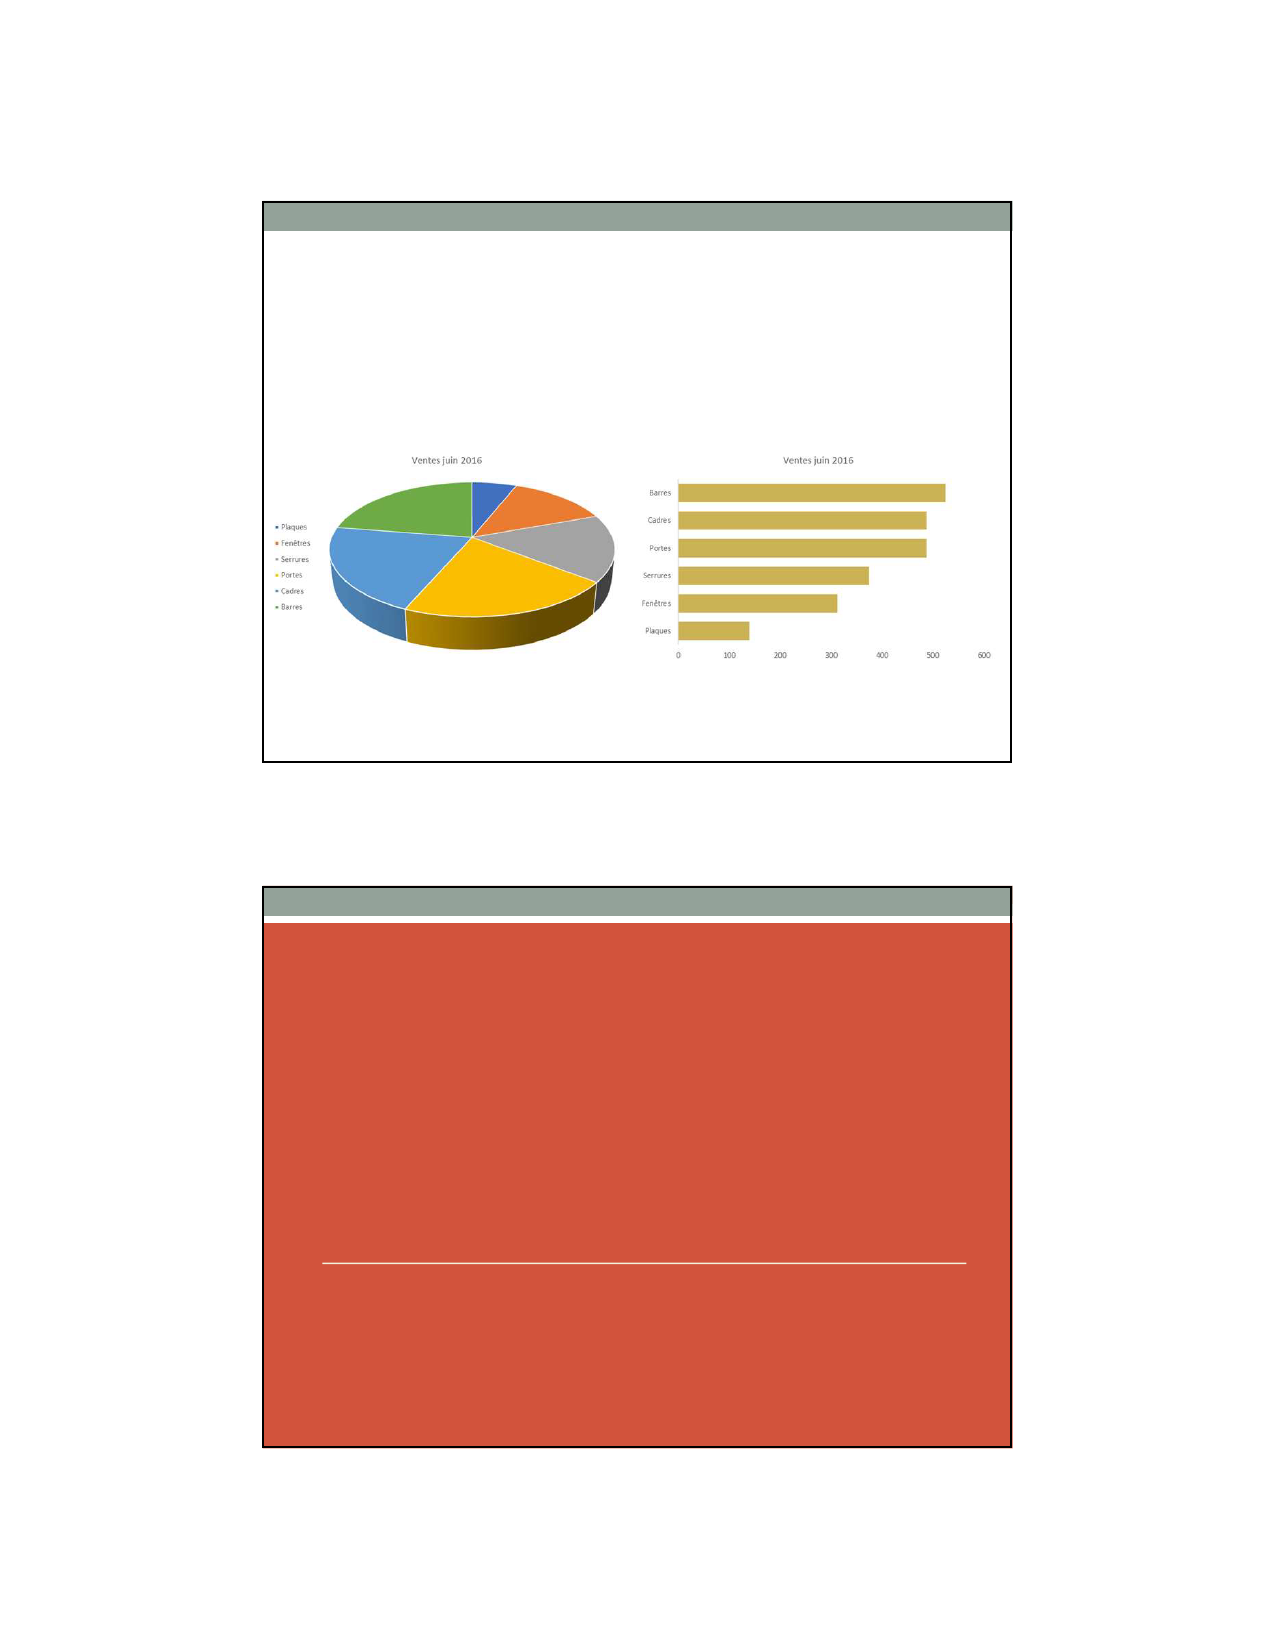 Ventes juin 2016
Plaques
Fenêtres
Serrures
Portes
Cadres
Barres
Ventes juin 2016
Barres
Cadres
Portes
Serrures
Fenêtres
Plaques
0 100 200 300 400 500 600